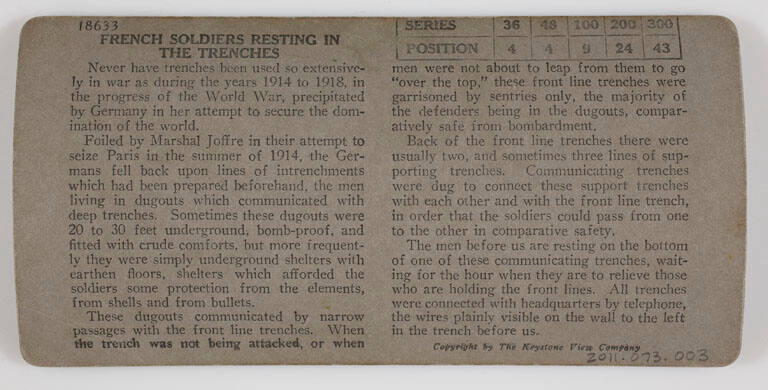 18633
FRENCH SOLDIERS RESTING IN
THE TRENCHES
Never have trenches been used so extensive-
ly in war as during the years 1914 to 1918, in
the progress of the World War, precipitated
by Germany in her attempt to secure the dom-
ination of the world.
Foiled by Marshal Joffre in their attempt to
seize Paris in the summer of 1914, the Ger-
mans fell back upon lines of intrenchments
which had been prepared beforehand, the men
living in dugouts which communicated with
deep trenches. Sometimes these dugouts were
20 to 30 feet underground, bomb-proof, and
fitted with crude comforts, but more frequent-
ly they were simply underground shelters with
earthen floors, shelters which afforded the
soldiers some protection from the elements,
from shells and from bullets.
These dugouts communicated by narrow
passages with the front line trenches. When
the trench was not being attacked, or when
SERIES 36 48 100 200 300
POSITION 4 4 9 24 43
men were not about to leap from them to go
"over the top," these front line trenches were
garrisoned by sentries only, the majority of
the defenders being in the dugouts, compar-
atively safe from bombardment.
Back of the front line trenches there were
usually two, and sometimes three lines of sup-
porting trenches. Communicating trenches
were dug to connect these support trenches
with each other and with the front line trench,
in order that the soldiers could pass from one
to the other in comparative safety.
The men before us are resting on the bottom
of one of these communicating trenches, wait-
ing for the hour when they are to relieve those
who are holding the front lines. All trenches
were connected with headquarters by telephone,
the wires plainly visible on the wall to the left
in the trench before us.
Copyright by The Keystone View Company
2011.073.003